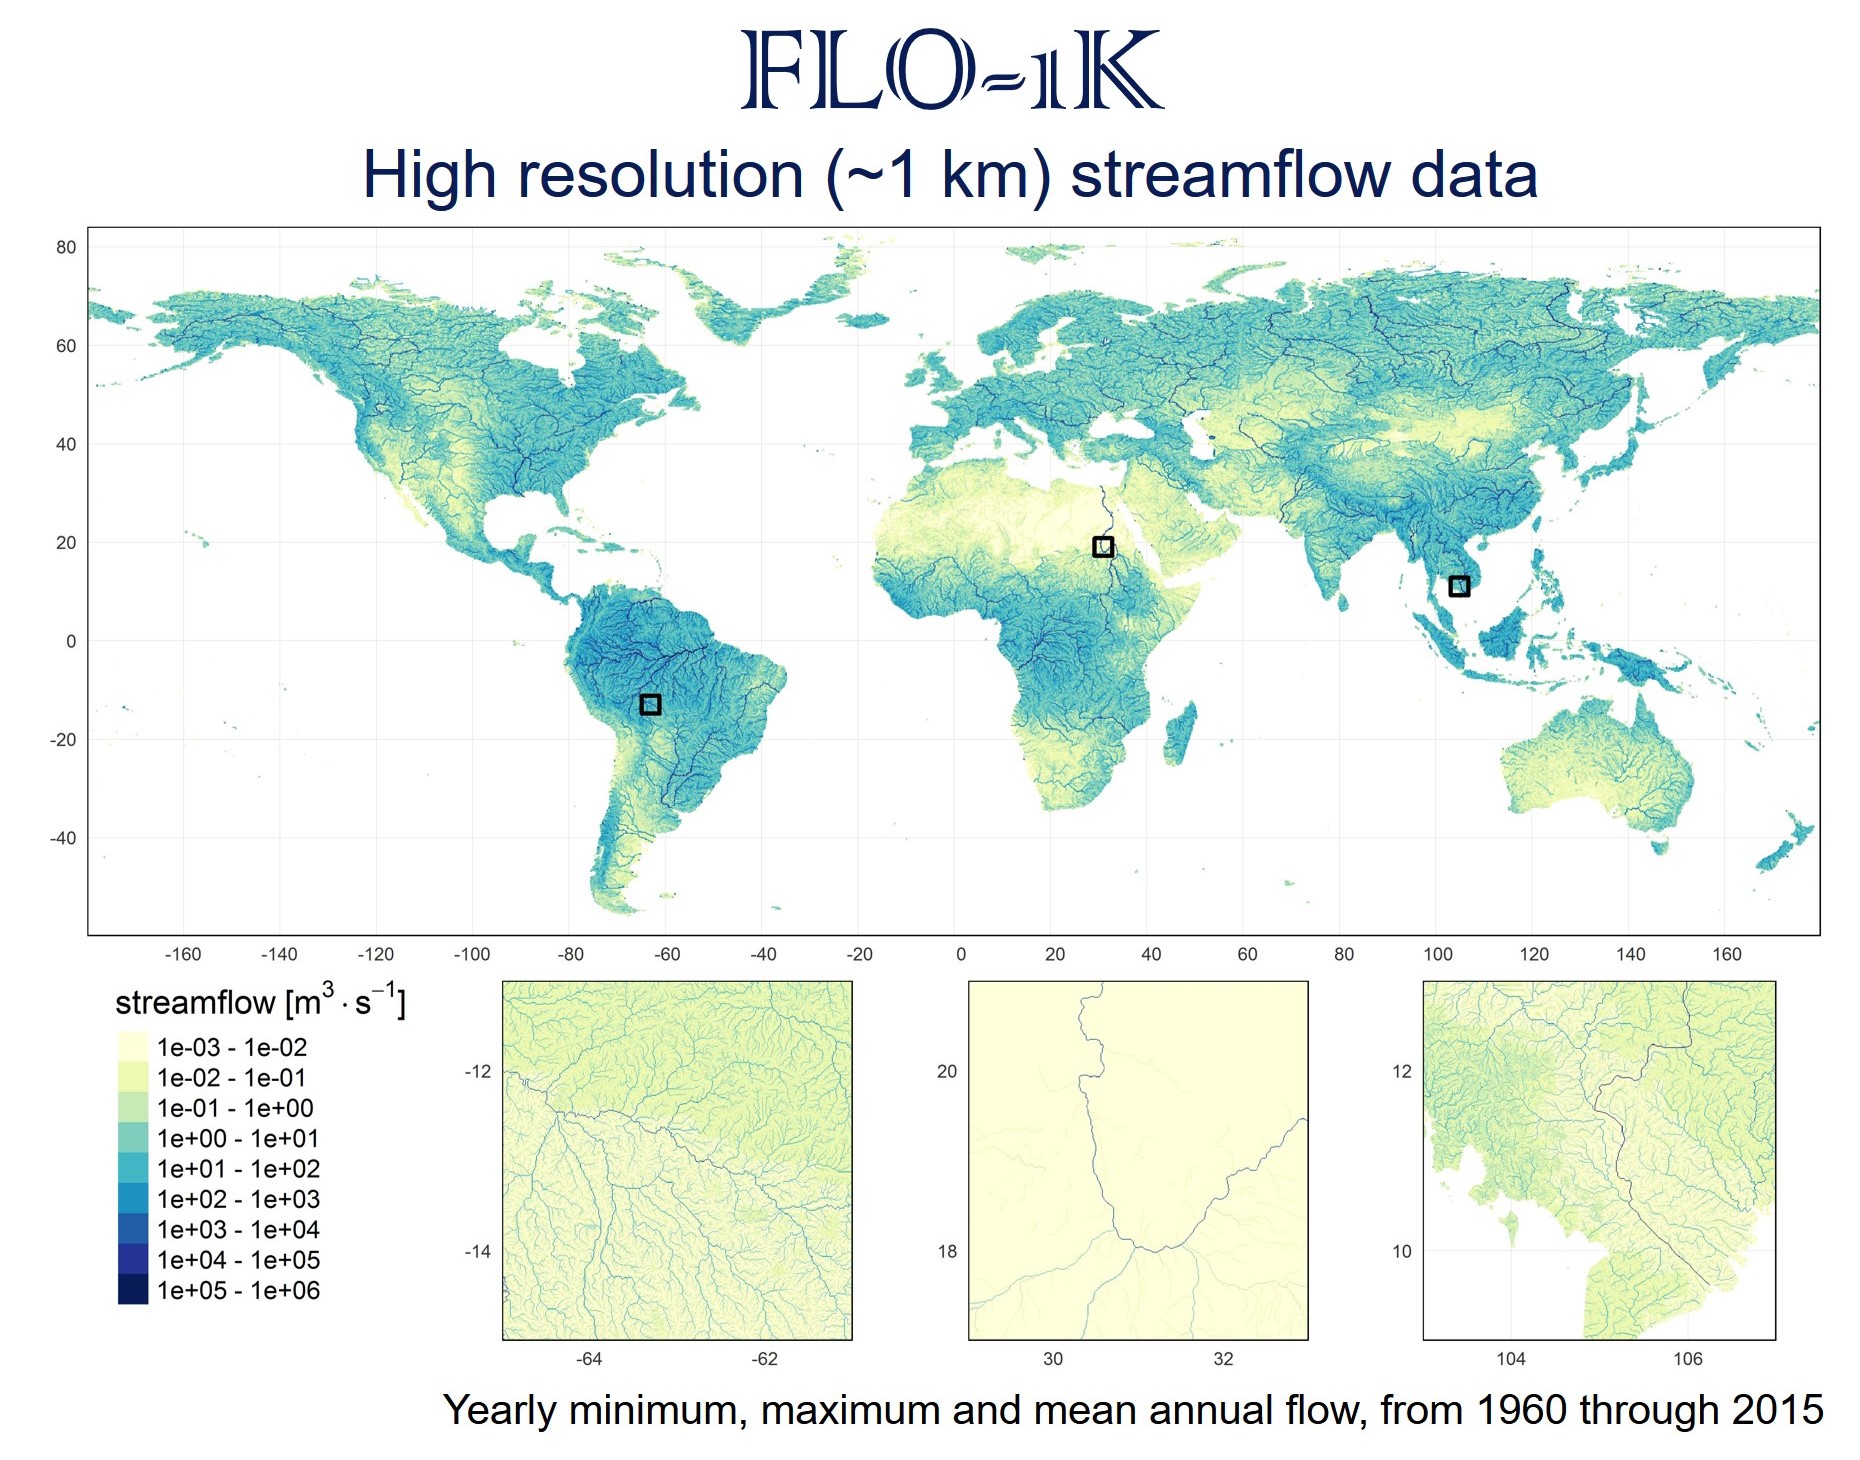 FLO-1K
High resolution (~1 km) streamflow data
80
60
40
20
0
-20
-40
-160 -140 -120 -100 -80 -60 -40 -20 0 20 40 60 80 100 120 140 160
streamflow [m³ · s⁻¹]
1e-03 - 1e-02
1e-02 - 1e-01
1e-01 - 1e+00
1e+00 - 1e+01
1e+01 - 1e+02
1e+02 - 1e+03
1e+03 - 1e+04
1e+04 - 1e+05
1e+05 - 1e+06
-12
-14
-64 -62
20
18
30 32
12
10
104 106
Yearly minimum, maximum and mean annual flow, from 1960 through 2015